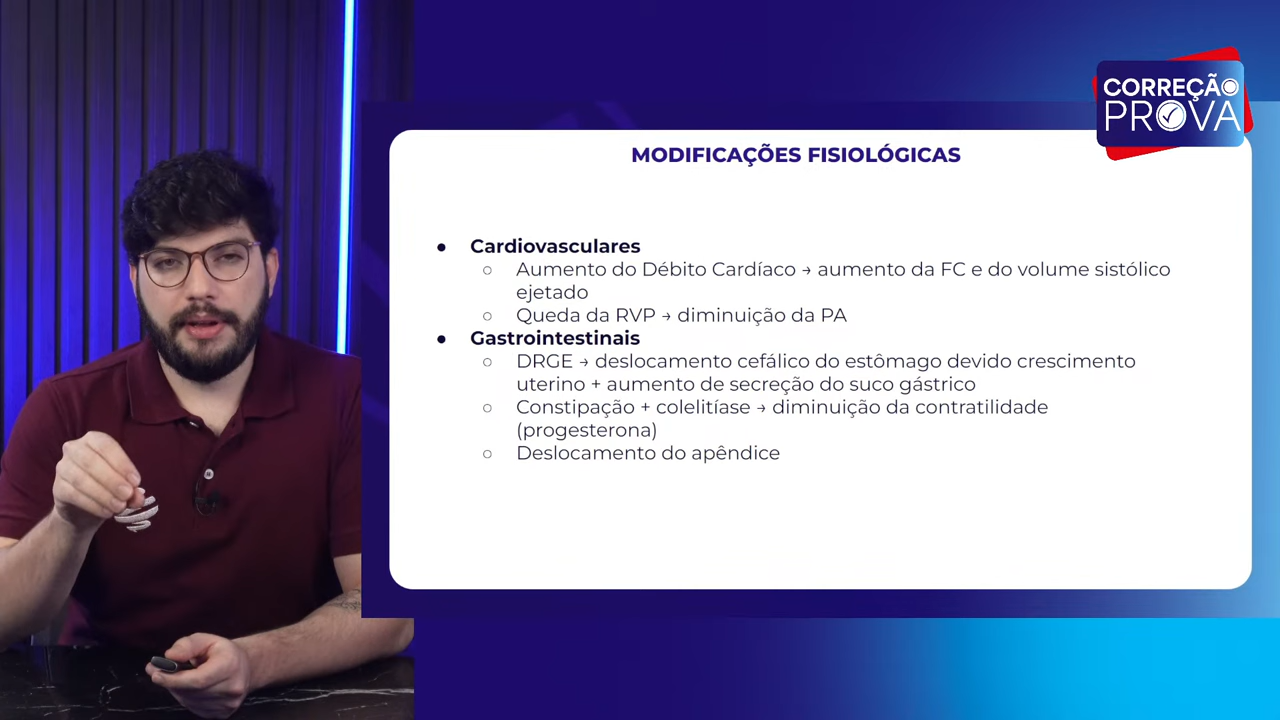 CORREÇÃO
PROVA
MODIFICAÇÕES FISIOLÓGICAS
● Cardiovasculares
○ Aumento do Débito Cardíaco → aumento da FC e do volume sistólico
ejetado
○ Queda da RVP → diminuição da PA
● Gastrointestinais
○ DRGE → deslocamento cefálico do estômago devido crescimento
uterino + aumento de secreção do suco gástrico
○ Constipação + colelitíase → diminuição da contratilidade
(progesterona)
○ Deslocamento do apêndice